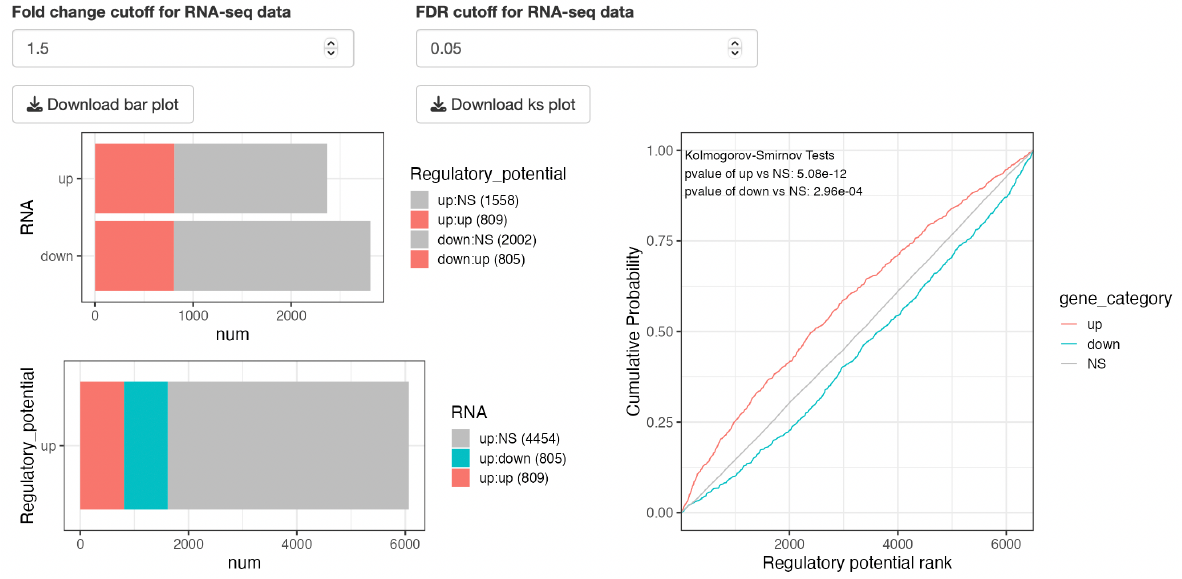 Fold change cutoff for RNA-seq data
FDR cutoff for RNA-seq data
1.5
0.05
Download bar plot
Download ks plot
RNA
up
down
0
1000
2000
num
Regulatory_potential
up:NS (1558)
up:up (809)
down:NS (2002)
down:up (805)
Regulatory_potential
up
0
2000
4000
6000
num
RNA
up:NS (4454)
up:down (805)
up:up (809)
Kolmogorov-Smirnov Tests
pvalue of up vs NS: 5.08e-12
pvalue of down vs NS: 2.96e-04
Cumulative Probability
1.00
0.75
0.50
0.25
0.00
2000
4000
6000
Regulatory potential rank
gene_category
up
down
NS